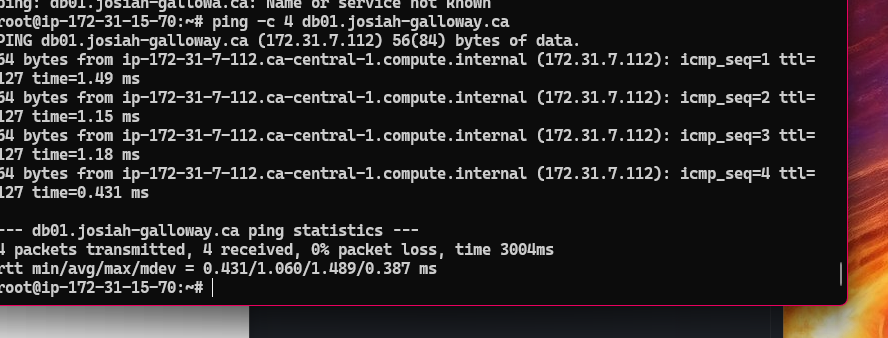 ping: db01.josiah-gallowa.ca: Name or service not known
root@ip-172-31-15-70:~# ping -c 4 db01.josiah-galloway.ca
PING db01.josiah-galloway.ca (172.31.7.112) 56(84) bytes of data.
64 bytes from ip-172-31-7-112.ca-central-1.compute.internal (172.31.7.112): icmp_seq=1 ttl=
127 time=1.49 ms
64 bytes from ip-172-31-7-112.ca-central-1.compute.internal (172.31.7.112): icmp_seq=2 ttl=
127 time=1.15 ms
64 bytes from ip-172-31-7-112.ca-central-1.compute.internal (172.31.7.112): icmp_seq=3 ttl=
127 time=1.18 ms
64 bytes from ip-172-31-7-112.ca-central-1.compute.internal (172.31.7.112): icmp_seq=4 ttl=
127 time=0.431 ms
--- db01.josiah-galloway.ca ping statistics ---
4 packets transmitted, 4 received, 0% packet loss, time 3004ms
rtt min/avg/max/mdev = 0.431/1.060/1.489/0.387 ms
root@ip-172-31-15-70:~#